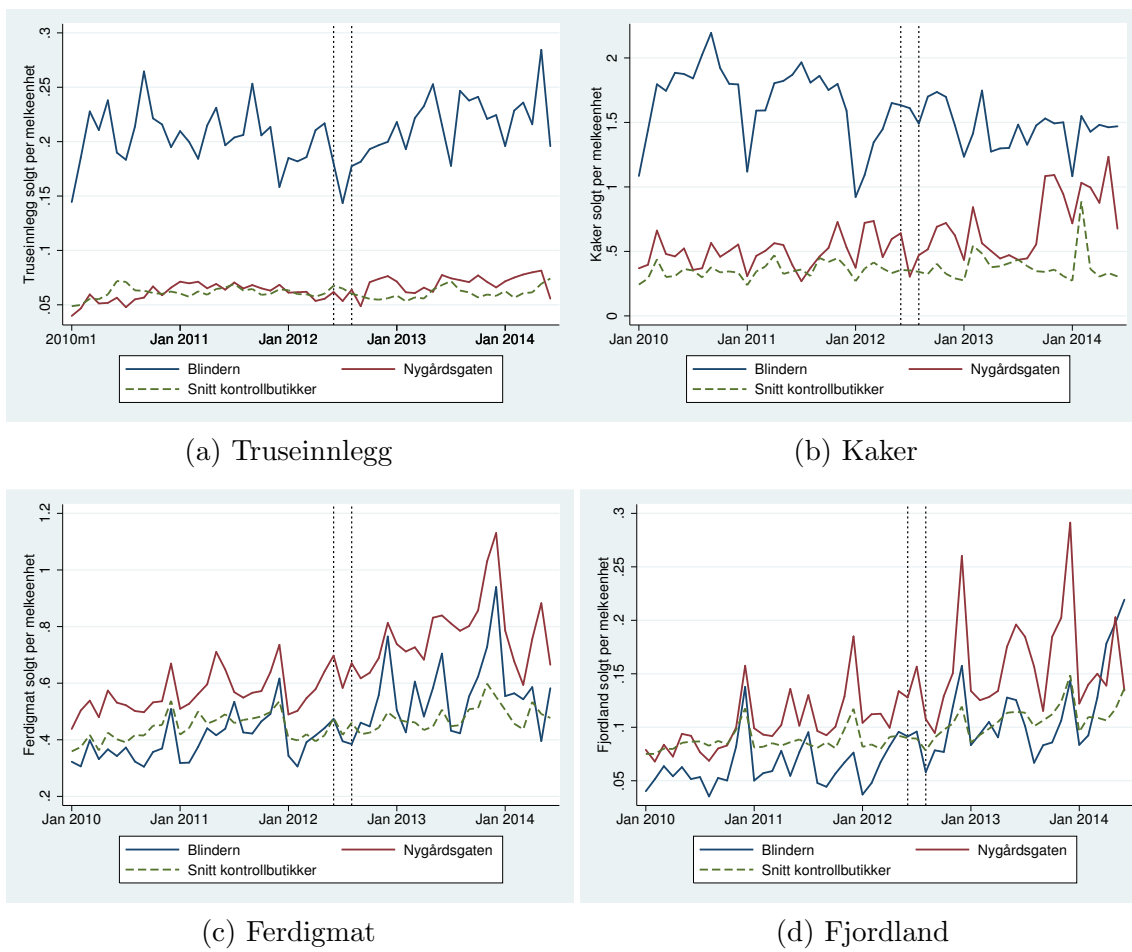 Truseinnlegg solgt per melkeenhet
.3
.25
.2
.15
.1
.05
2010m1
Jan 2011
Jan 2012
Jan 2013
Jan 2014
Blindern
Nygårdsgaten
Snitt kontrollbutikker
(a) Truseinnlegg
Kaker solgt per melkeenhet
2
1.5
1
.5
0
Jan 2010
Jan 2011
Jan 2012
Jan 2013
Jan 2014
Blindern
Nygårdsgaten
Snitt kontrollbutikker
(b) Kaker
Ferdigmat solgt per melkeenhet
1.2
1
.8
.6
.4
.2
Jan 2010
Jan 2011
Jan 2012
Jan 2013
Jan 2014
Blindern
Nygårdsgaten
Snitt kontrollbutikker
(c) Ferdigmat
Fjordland solgt per melkeenhet
.3
.25
.2
.15
.1
.05
Jan 2010
Jan 2011
Jan 2012
Jan 2013
Jan 2014
Blindern
Nygårdsgaten
Snitt kontrollbutikker
(d) Fjordland